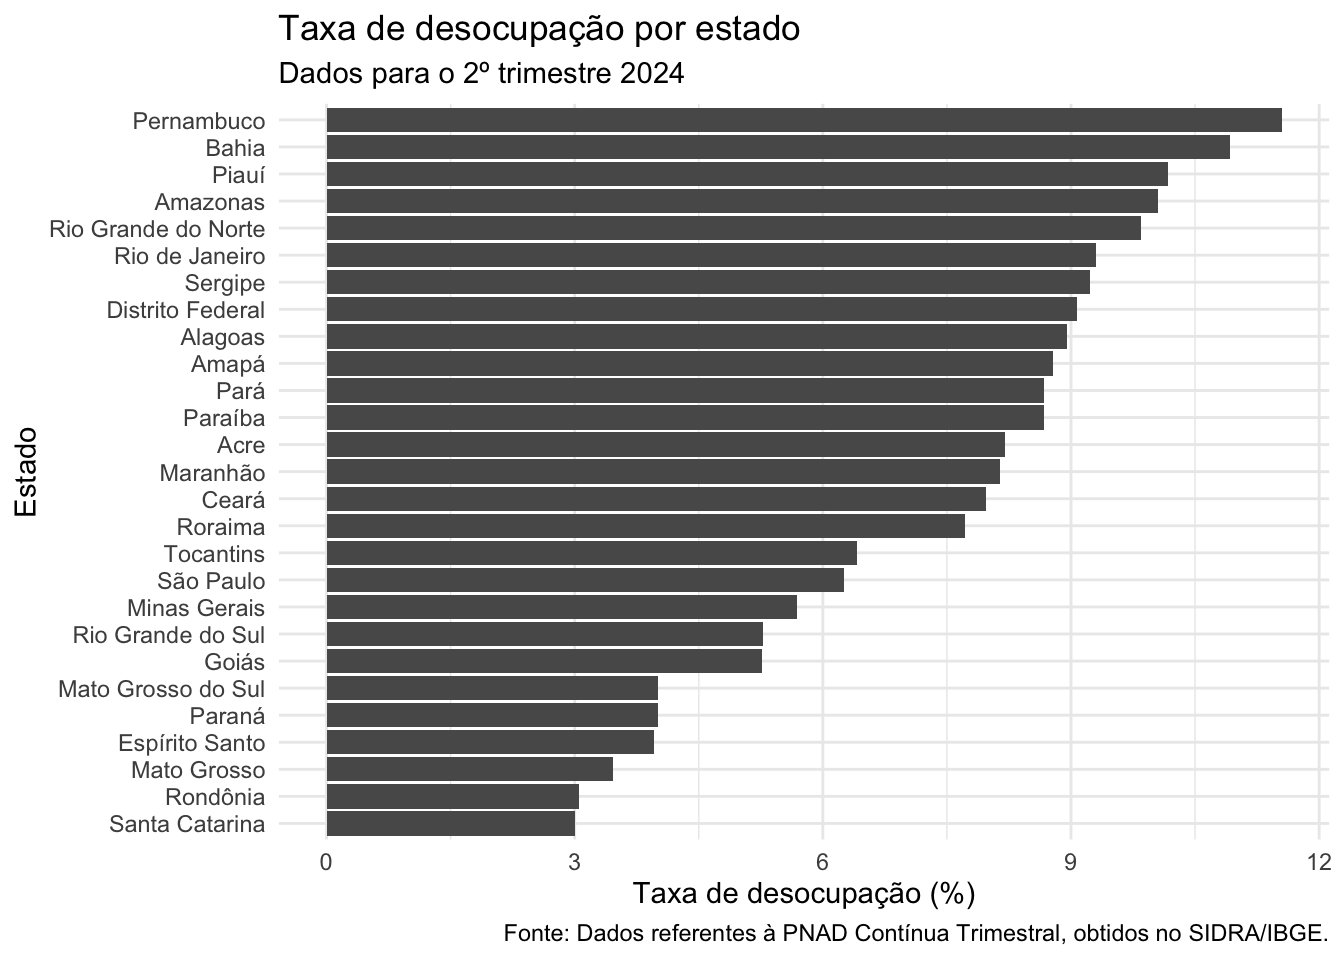 Taxa de desocupação por estado
Dados para o 2º trimestre 2024
Estado
Pernambuco
Bahia
Piauí
Amazonas
Rio Grande do Norte
Rio de Janeiro
Sergipe
Distrito Federal
Alagoas
Amapá
Pará
Paraíba
Acre
Maranhão
Ceará
Roraima
Tocantins
São Paulo
Minas Gerais
Rio Grande do Sul
Goiás
Mato Grosso do Sul
Paraná
Espírito Santo
Mato Grosso
Rondônia
Santa Catarina
0 3 6 9 12
Taxa de desocupação (%)
Fonte: Dados referentes à PNAD Contínua Trimestral, obtidos no SIDRA/IBGE.